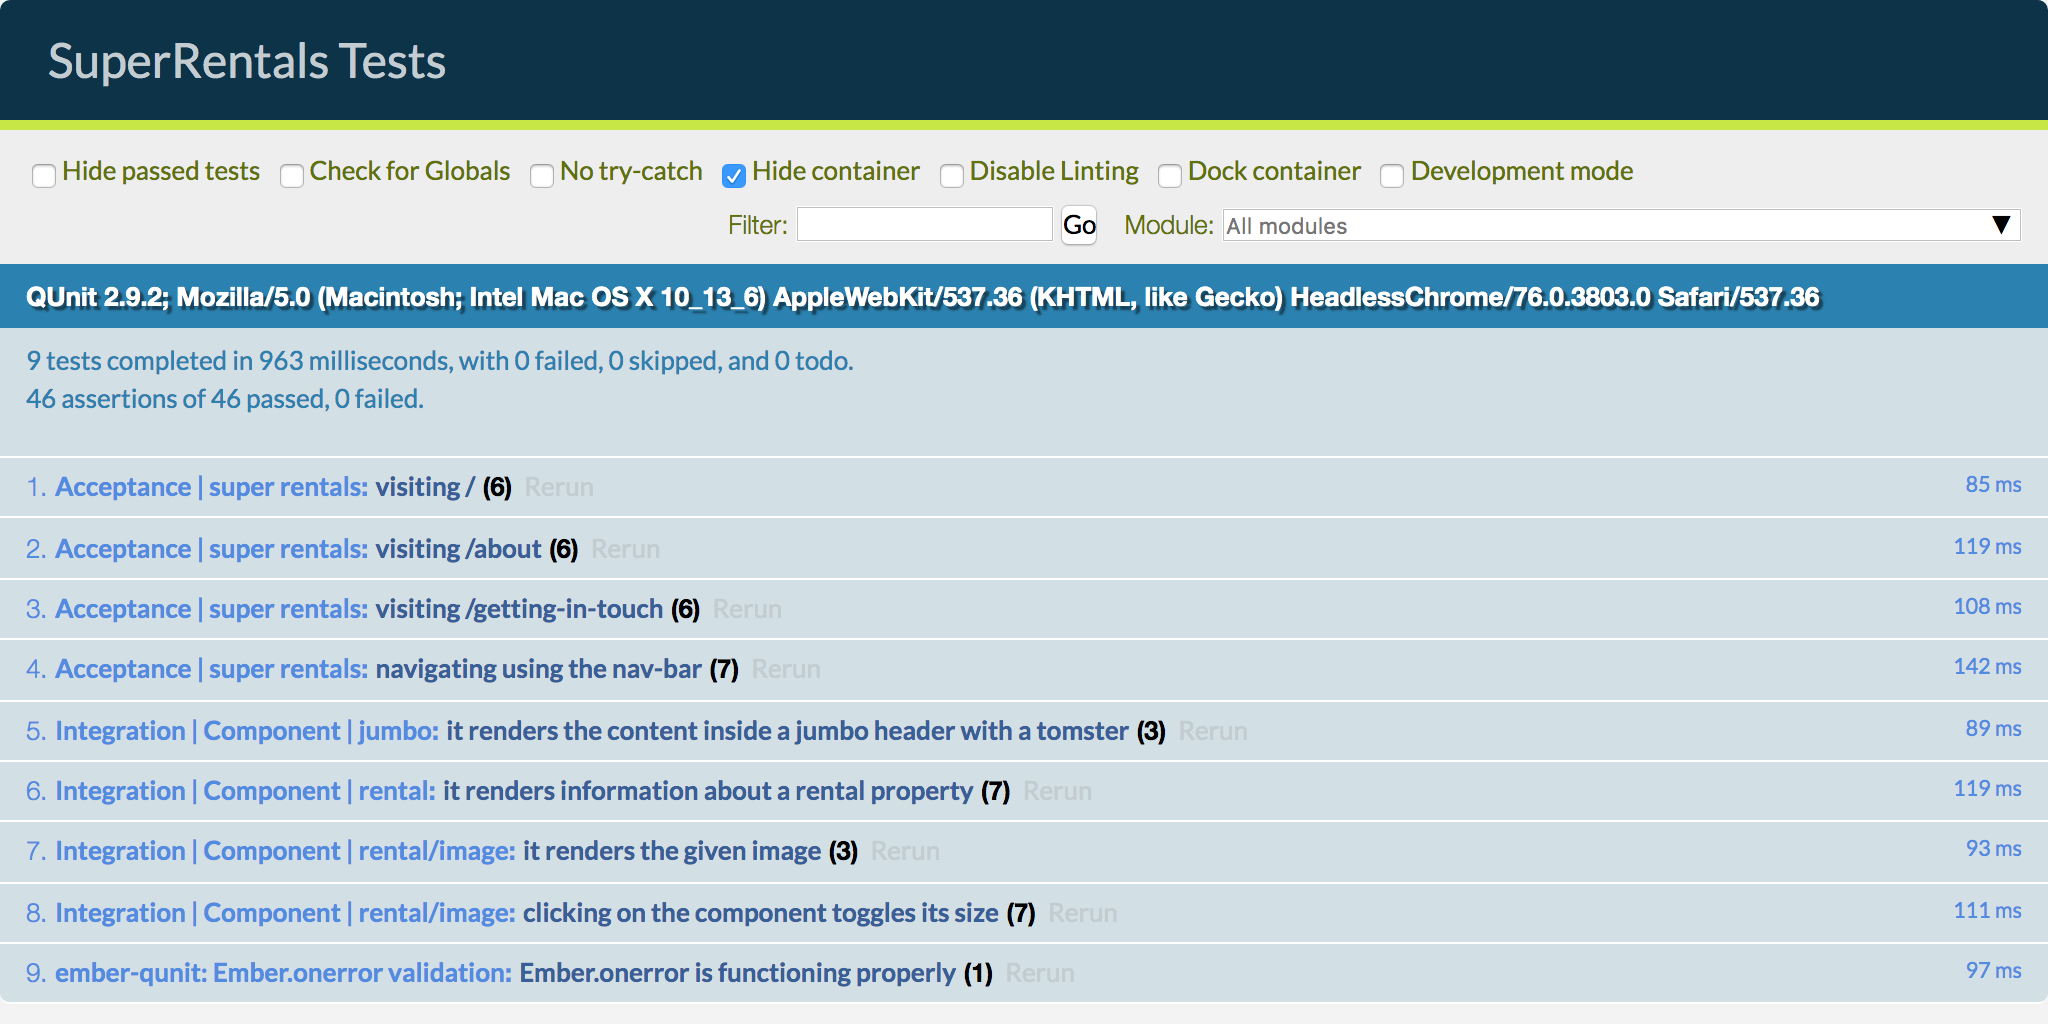 SuperRentals Tests
Hide passed tests Check for Globals No try-catch Hide container Disable Linting Dock container Development mode
Filter: Go Module: All modules ▼
QUnit 2.9.2; Mozilla/5.0 (Macintosh; Intel Mac OS X 10_13_6) AppleWebKit/537.36 (KHTML, like Gecko) HeadlessChrome/76.0.3803.0 Safari/537.36
9 tests completed in 963 milliseconds, with 0 failed, 0 skipped, and 0 todo.
46 assertions of 46 passed, 0 failed.
1. Acceptance | super rentals: visiting / (6) Rerun 85 ms
2. Acceptance | super rentals: visiting /about (6) Rerun 119 ms
3. Acceptance | super rentals: visiting /getting-in-touch (6) Rerun 108 ms
4. Acceptance | super rentals: navigating using the nav-bar (7) Rerun 142 ms
5. Integration | Component | jumbo: it renders the content inside a jumbo header with a tomster (3) Rerun 89 ms
6. Integration | Component | rental: it renders information about a rental property (7) Rerun 119 ms
7. Integration | Component | rental/image: it renders the given image (3) Rerun 93 ms
8. Integration | Component | rental/image: clicking on the component toggles its size (7) Rerun 111 ms
9. ember-qunit: Ember.onerror validation: Ember.onerror is functioning properly (1) Rerun 97 ms